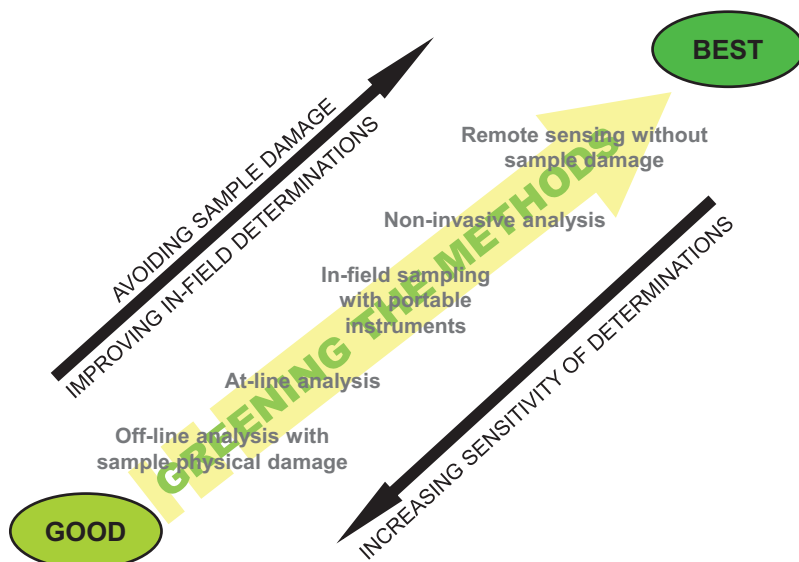 BEST
AVOIDING SAMPLE DAMAGE
IMPROVING IN-FIELD DETERMINATIONS
Remote sensing without
sample damage
Non-invasive analysis
In-field sampling
with portable
instruments
At-line analysis
Off-line analysis with
sample physical damage
GREENING THE METHODS
INCREASING SENSITIVITY OF DETERMINATIONS
GOOD